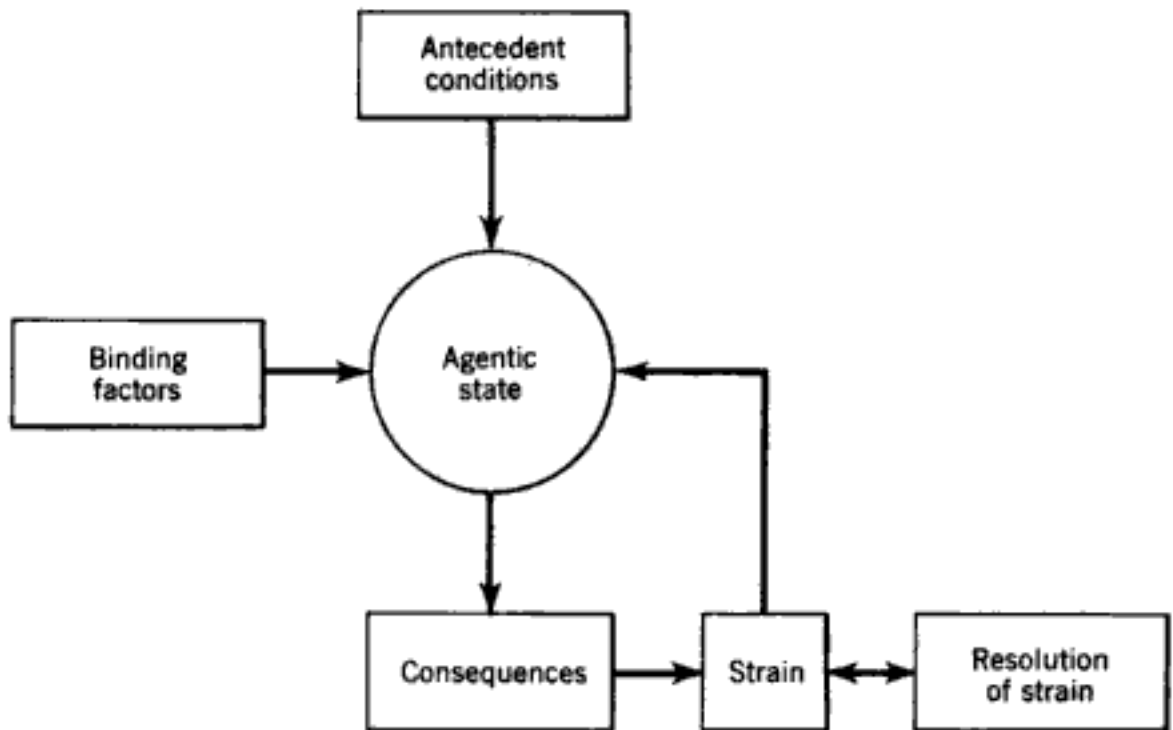 Antecedent
conditions
Binding
factors
Agentic
state
Consequences
Strain
Resolution
of strain